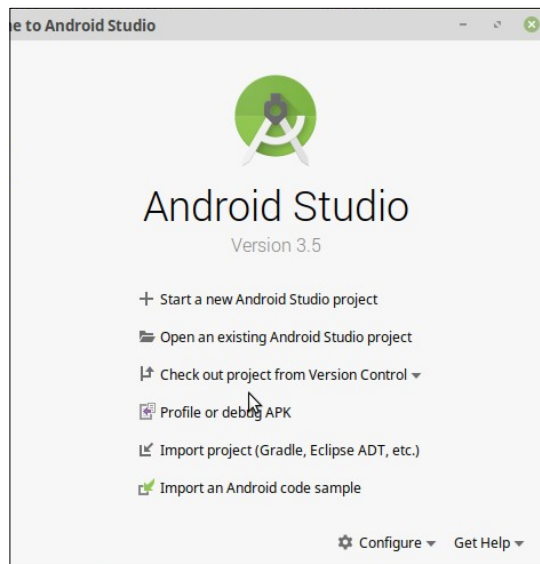 ne to Android Studio
Android Studio
Version 3.5
Start a new Android Studio project
Open an existing Android Studio project
Check out project from Version Control
Profile or debug APK
Import project (Gradle, Eclipse ADT, etc.)
Import an Android code sample
Configure Get Help